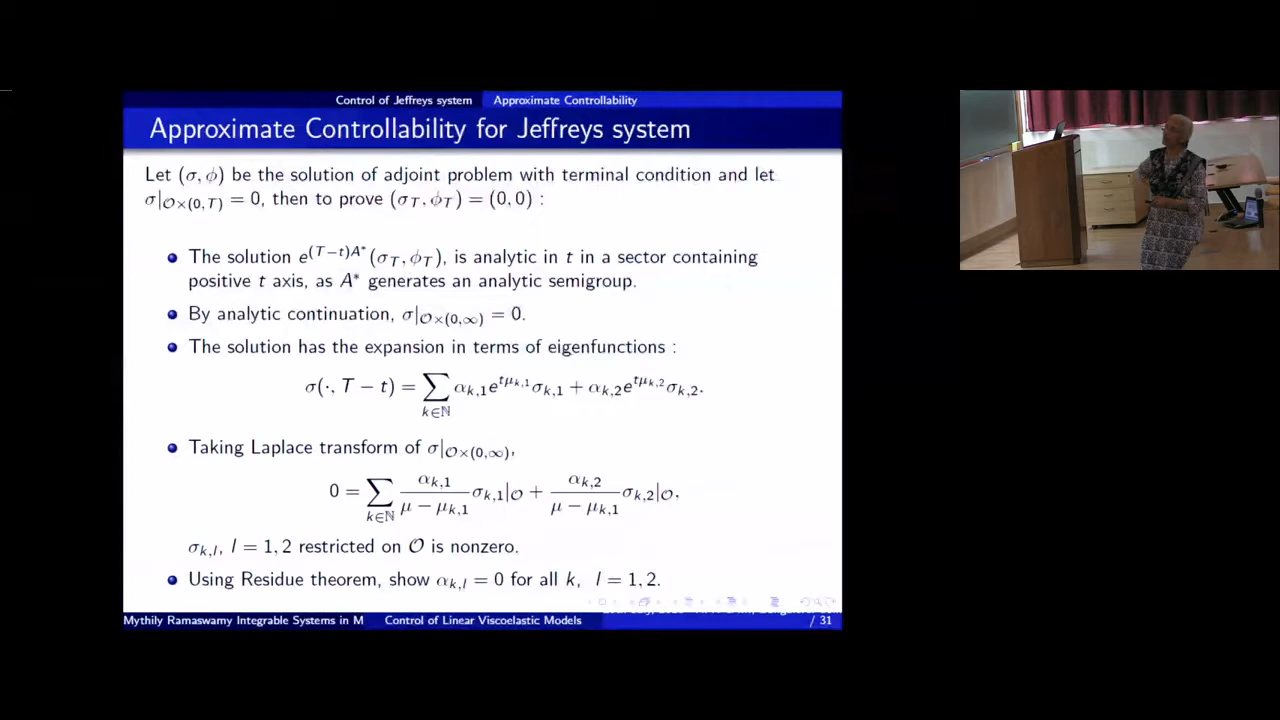 Control of Jeffreys system Approximate Controllability
Approximate Controllability for Jeffreys system
Let (σ, ϕ) be the solution of adjoint problem with terminal condition and let
σ|_{𝒪×(0,T)} = 0, then to prove (σ_T, ϕ_T) = (0, 0) :
The solution e^{(T−t)A*}(σ_T, ϕ_T), is analytic in t in a sector containing
positive t axis, as A* generates an analytic semigroup.
By analytic continuation, σ|_{𝒪×(0,∞)} = 0.
The solution has the expansion in terms of eigenfunctions :
σ(·, T − t) = ∑_{k∈ℕ} α_{k,1}e^{tμ_{k,1}}σ_{k,1} + α_{k,2}e^{tμ_{k,2}}σ_{k,2}.
Taking Laplace transform of σ|_{𝒪×(0,∞)},
0 = ∑_{k∈ℕ} α_{k,1}/(μ − μ_{k,1}) σ_{k,1}|_𝒪 + α_{k,2}/(μ − μ_{k,1}) σ_{k,2}|_𝒪,
σ_{k,l}, l = 1, 2 restricted on 𝒪 is nonzero.
Using Residue theorem, show α_{k,l} = 0 for all k, l = 1, 2.
Mythily Ramaswamy Integrable Systems in M Control of Linear Viscoelastic Models / 31